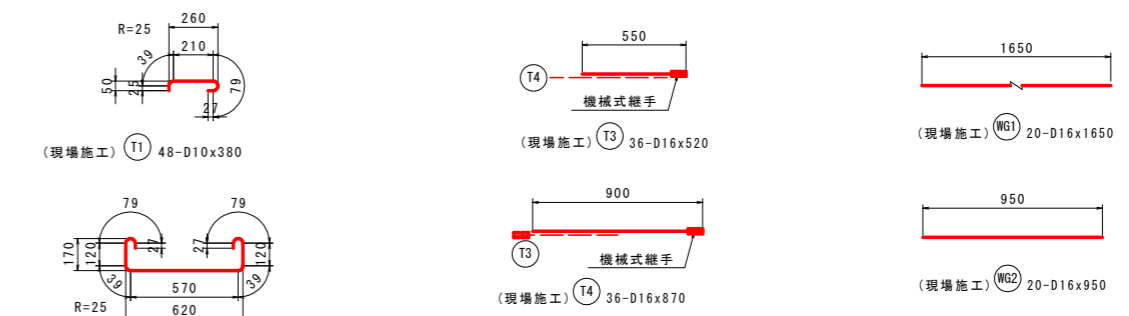 260
R=25
210
39
50
25
79
27
(現場施工) T1 48-D10x380
550
T4
機械式継手
(現場施工) T3 36-D16x520
1650
(現場施工) WG1 20-D16x1650
79
79
170
120
27
27
120
39
39
570
R=25
620
900
T3
機械式継手
(現場施工) T4 36-D16x870
950
(現場施工) WG2 20-D16x950